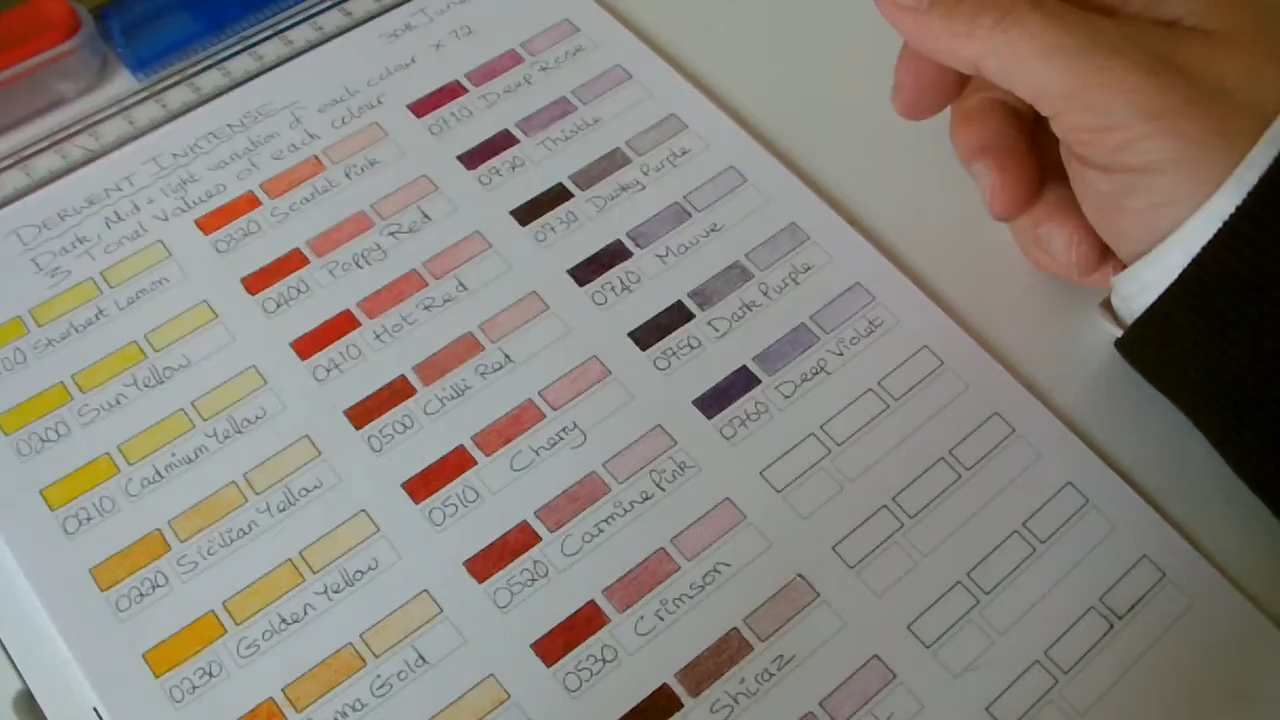 30th June
DERWENT INKTENSE
Dark, Mid + light variation of each colour x 72
3 Tonal Values of each colour
Sherbert Lemon
0200 Sun Yellow
0210 Cadmium Yellow
0220 Sicilian Yellow
0230 Golden Yellow
Gold
0320 Scarlet Pink
0400 Poppy Red
0410 Hot Red
0500 Chilli Red
0510 Cherry
0520 Carmine Pink
0530 Crimson
Shiraz
0710 Deep Rose
0720 Thistle
0730 Dusky Purple
0740 Mauve
0750 Dark Purple
0760 Deep Violet